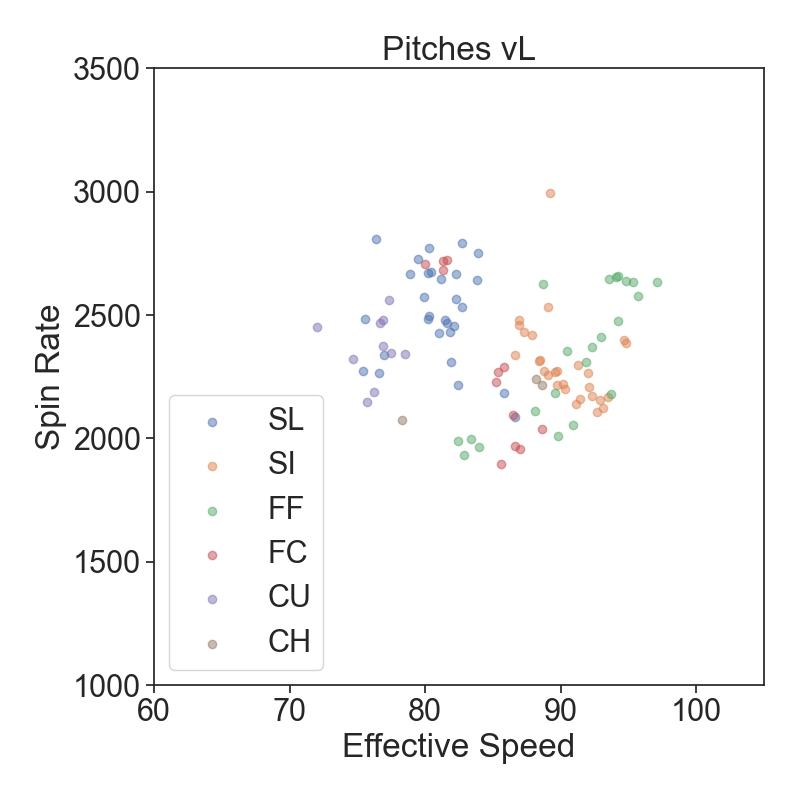 Pitches vL
3500
3000
2500
2000
1500
1000
Spin Rate
SL
SI
FF
FC
CU
CH
60
70
80
90
100
Effective Speed